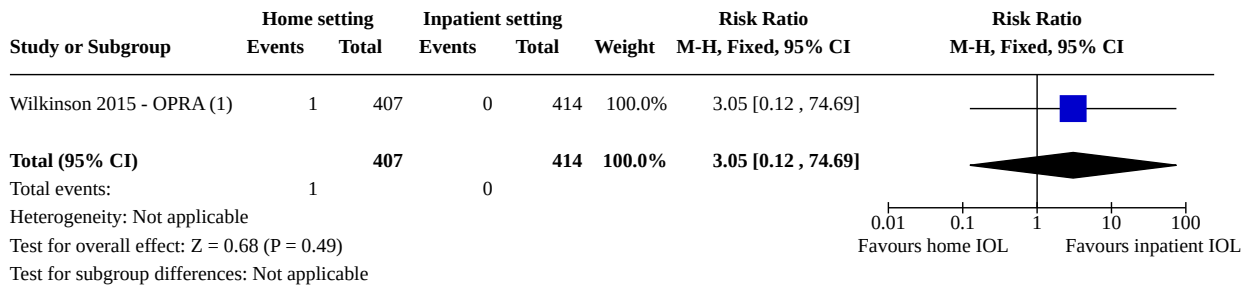 Home setting Inpatient setting Risk Ratio Risk Ratio
Study or Subgroup Events Total Events Total Weight M-H, Fixed, 95% CI M-H, Fixed, 95% CI
Wilkinson 2015 - OPRA (1) 1 407 0 414 100.0% 3.05 [0.12 , 74.69]
Total (95% CI) 407 414 100.0% 3.05 [0.12 , 74.69]
Total events: 1 0
Heterogeneity: Not applicable
0.01 0.1 1 10 100
Test for overall effect: Z = 0.68 (P = 0.49)
Favours home IOL Favours inpatient IOL
Test for subgroup differences: Not applicable